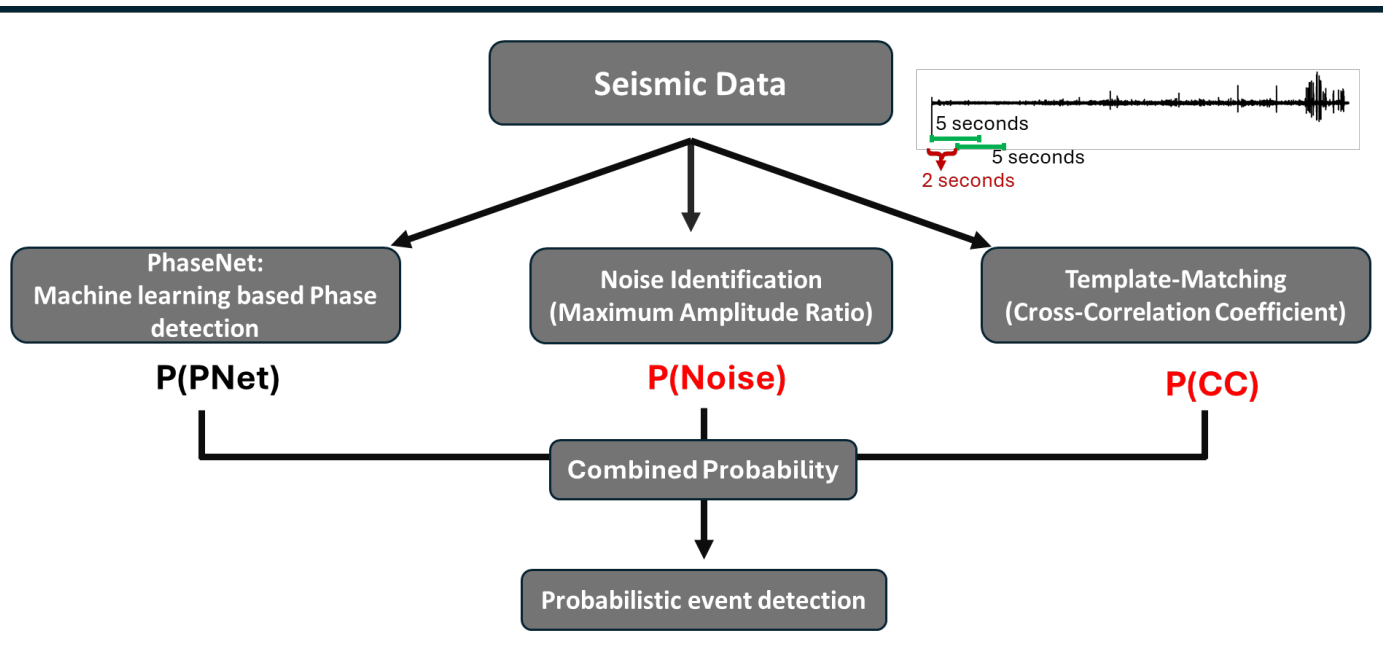 Seismic Data
5 seconds
5 seconds
2 seconds
PhaseNet:
Machine learning based Phase
detection
Noise Identification
(Maximum Amplitude Ratio)
Template-Matching
(Cross-Correlation Coefficient)
P(PNet)
P(Noise)
P(CC)
Combined Probability
Probabilistic event detection